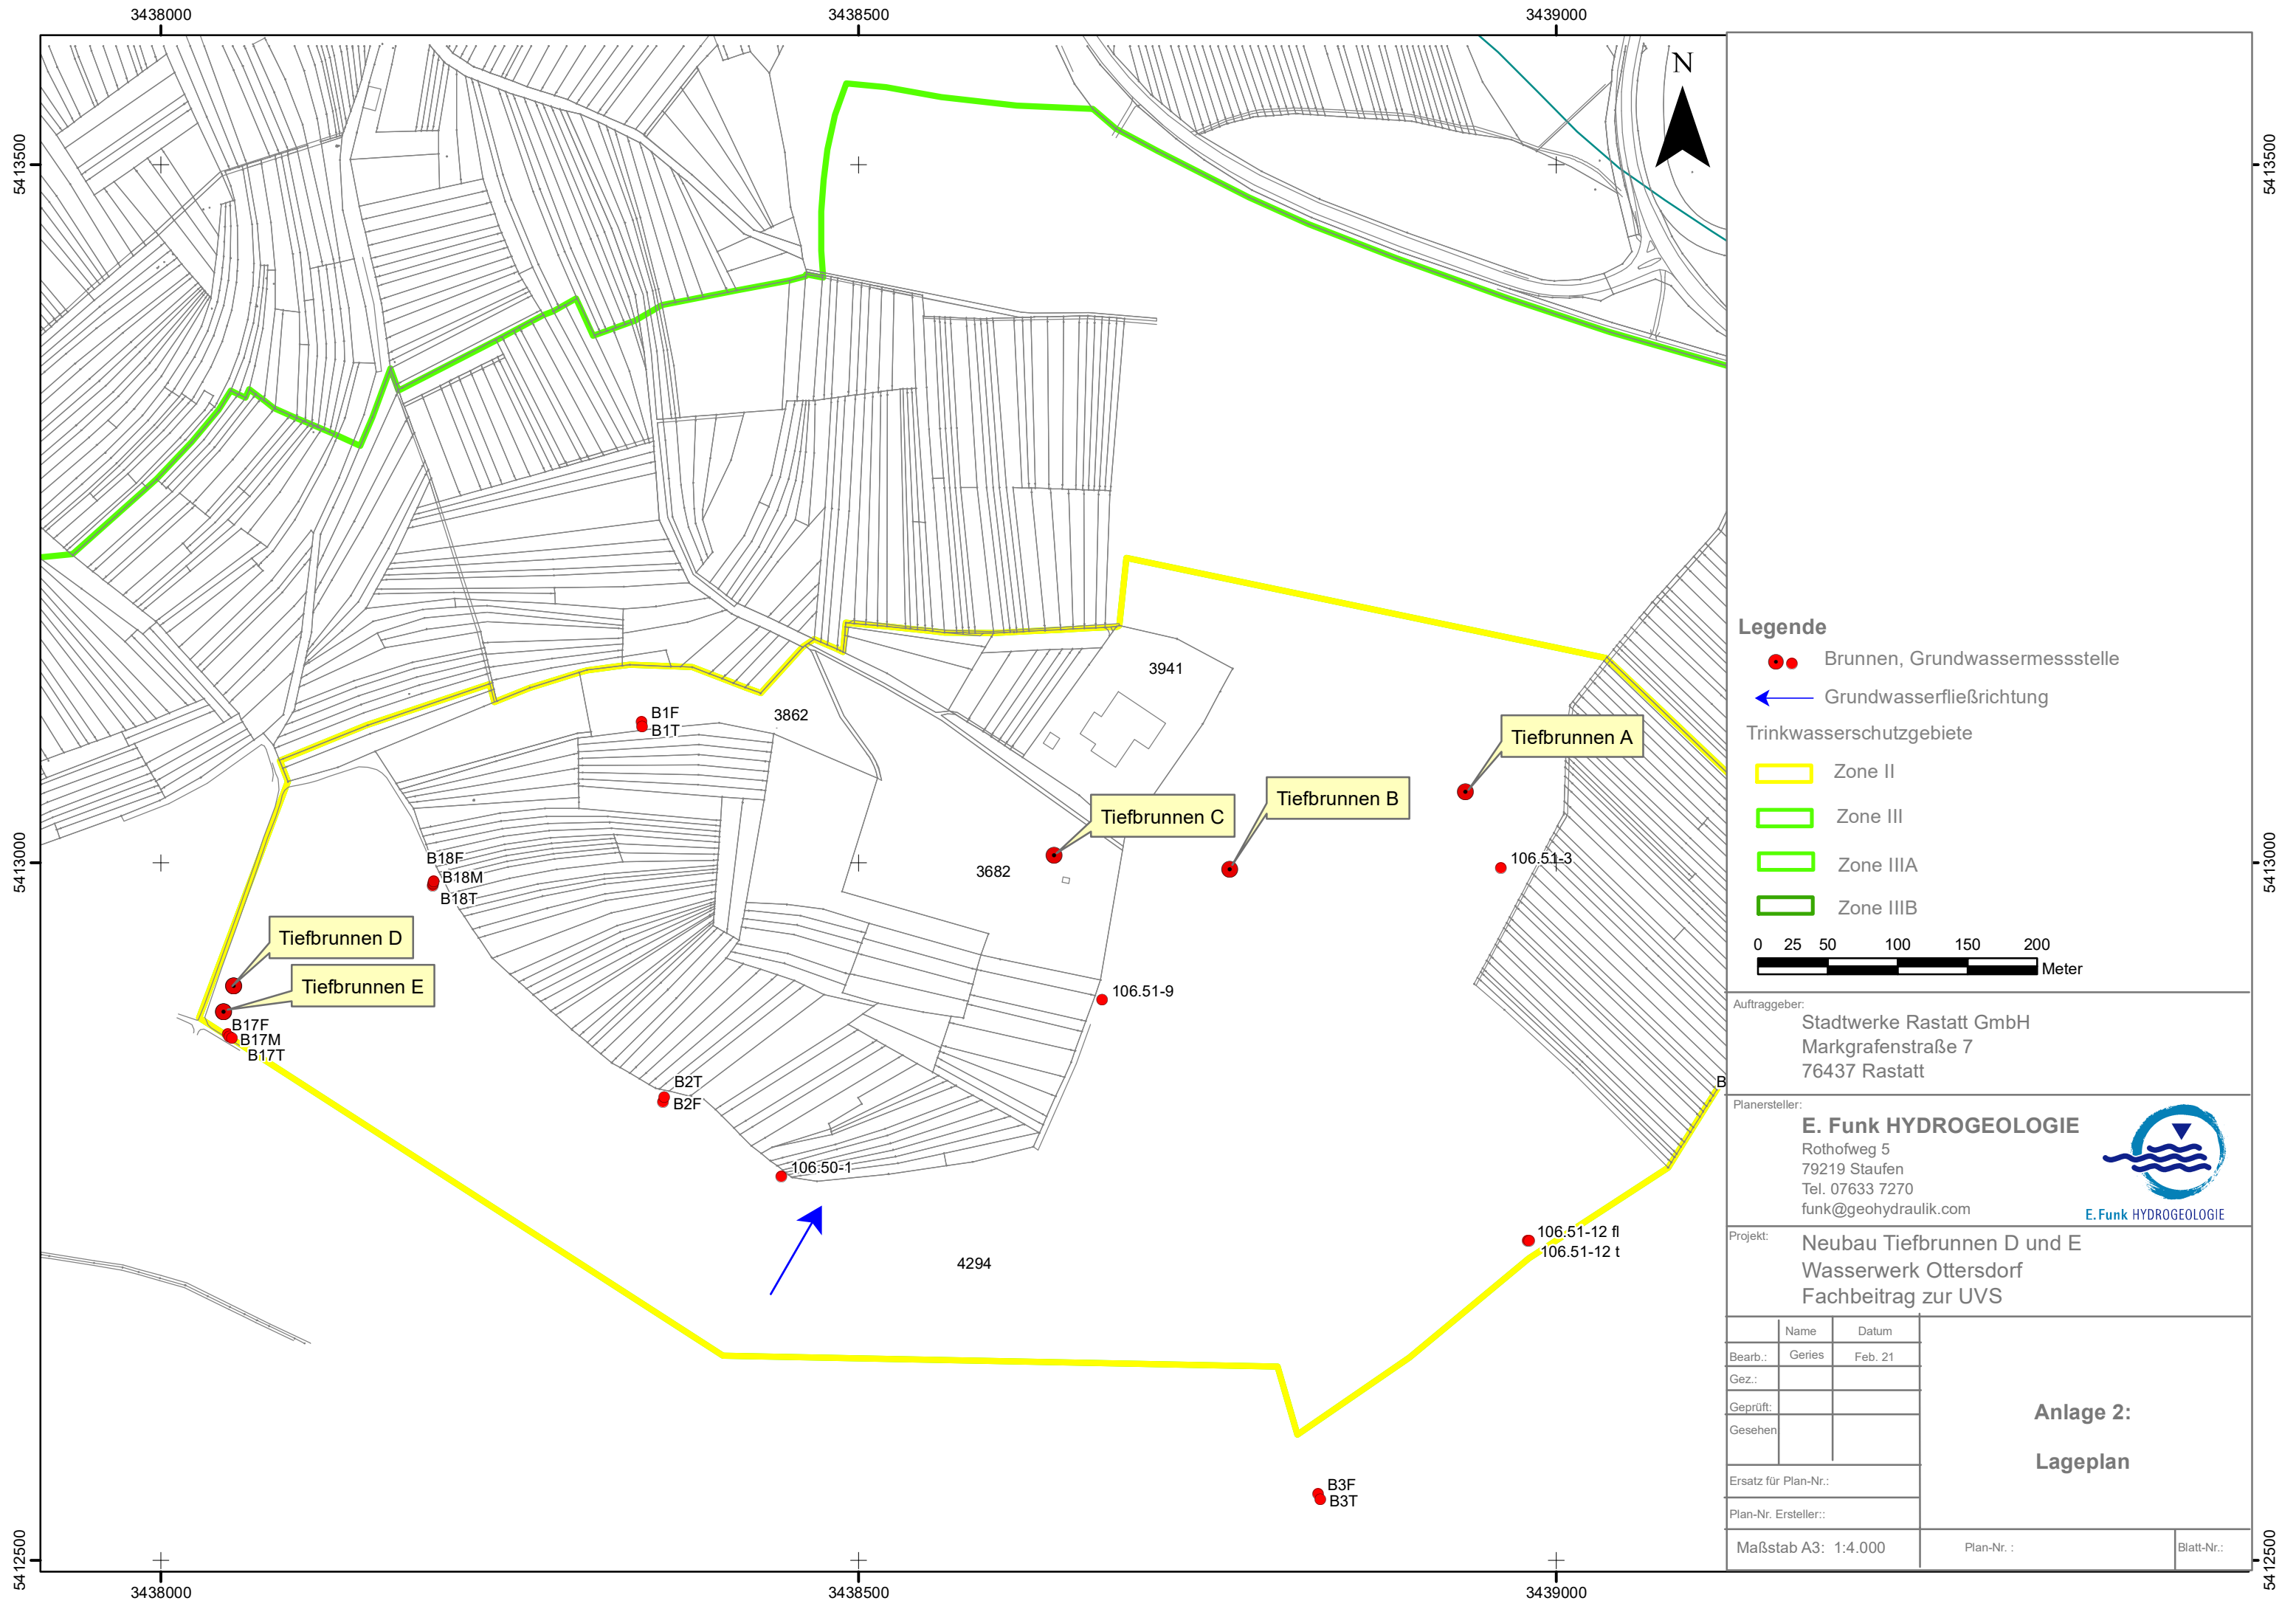 3438000
3438500
3439000
5413500
5413500
N
3941
3862
B1F
B1T
Tiefbrunnen A
Tiefbrunnen B
Tiefbrunnen C
B18F
B18M
B18T
3682
106.51-3
5413000
5413000
Tiefbrunnen D
Tiefbrunnen E
B17F
B17M
B17T
106.51-9
B2T
B2F
B
106.50-1
106.51-12 fl
106.51-12 t
4294
B3F
B3T
5412500
5412500
3438000
3438500
3439000
Legende
Brunnen, Grundwassermessstelle
Grundwasserfließrichtung
Trinkwasserschutzgebiete
Zone II
Zone III
Zone IIIA
Zone IIIB
0 25 50 100 150 200
Meter
Auftraggeber:
Stadtwerke Rastatt GmbH
Markgrafenstraße 7
76437 Rastatt
Planersteller:
E. Funk HYDROGEOLOGIE
Rothofweg 5
79219 Staufen
Tel. 07633 7270
funk@geohydraulik.com
E.Funk HYDROGEOLOGIE
Projekt:
Neubau Tiefbrunnen D und E
Wasserwerk Ottersdorf
Fachbeitrag zur UVS
Name Datum
Bearb.: Geries Feb. 21
Gez.:
Geprüft:
Gesehen
Ersatz für Plan-Nr.:
Plan-Nr. Ersteller::
Anlage 2:
Lageplan
Maßstab A3: 1:4.000
Plan-Nr. :
Blatt-Nr.: